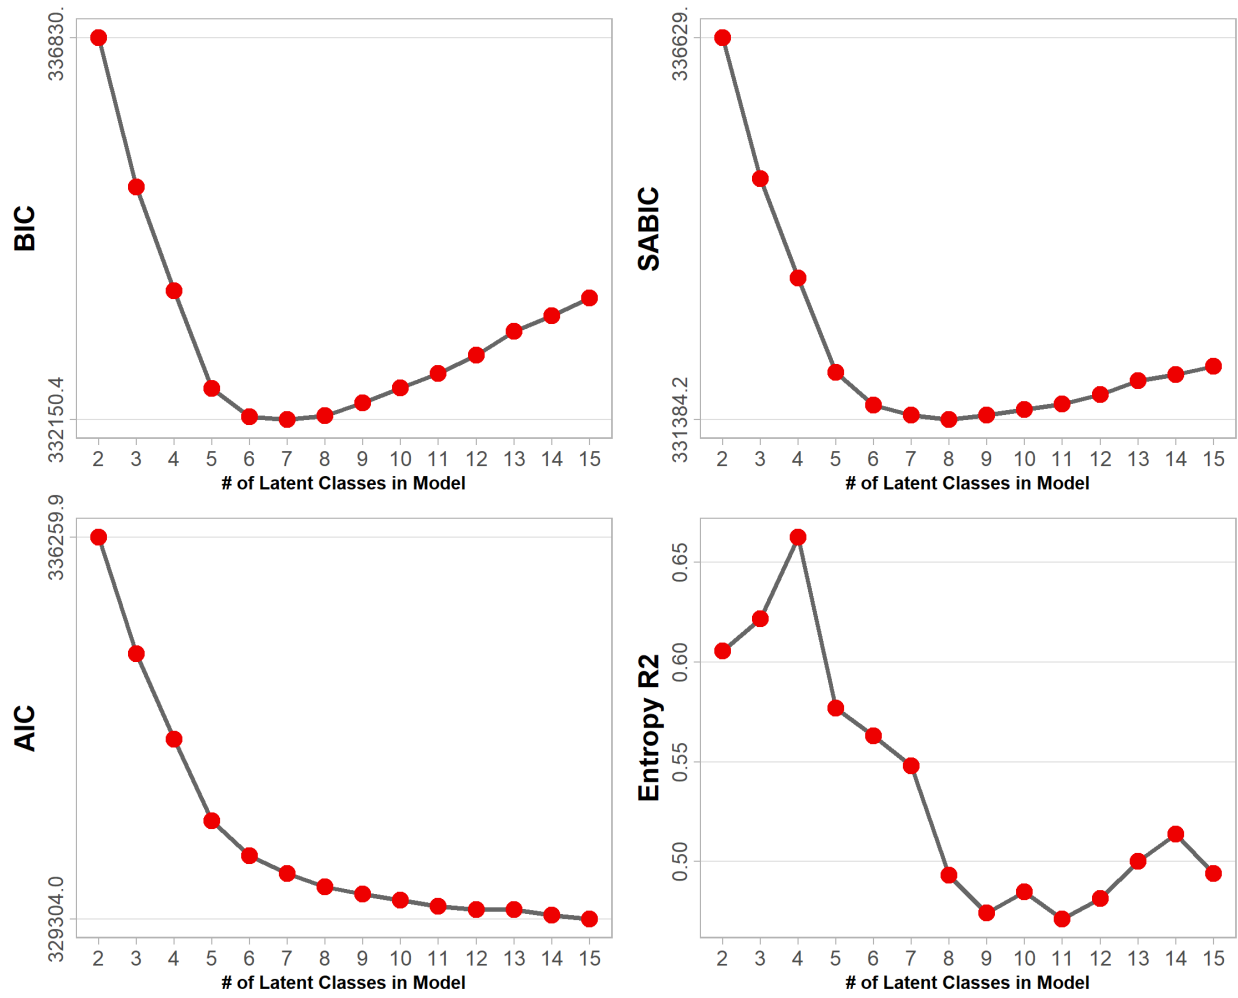 BIC
336830.
332150.4
2 3 4 5 6 7 8 9 10 11 12 13 14 15
# of Latent Classes in Model
SABIC
336629.
331384.2
2 3 4 5 6 7 8 9 10 11 12 13 14 15
# of Latent Classes in Model
AIC
336259.9
329304.0
2 3 4 5 6 7 8 9 10 11 12 13 14 15
# of Latent Classes in Model
Entropy R2
0.65
0.60
0.55
0.50
2 3 4 5 6 7 8 9 10 11 12 13 14 15
# of Latent Classes in Model